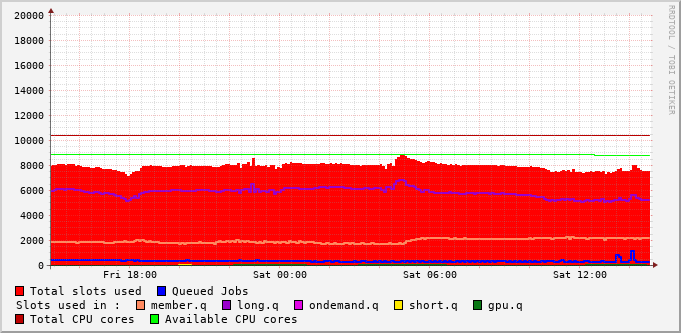 20000
18000
16000
14000
12000
10000
8000
6000
4000
2000
0
Fri 18:00 Sat 00:00 Sat 06:00 Sat 12:00
Total slots used Queued Jobs
Slots used in : member.q long.q ondemand.q short.q gpu.q
Total CPU cores Available CPU cores
RRDTOOL / TOBI OETIKER